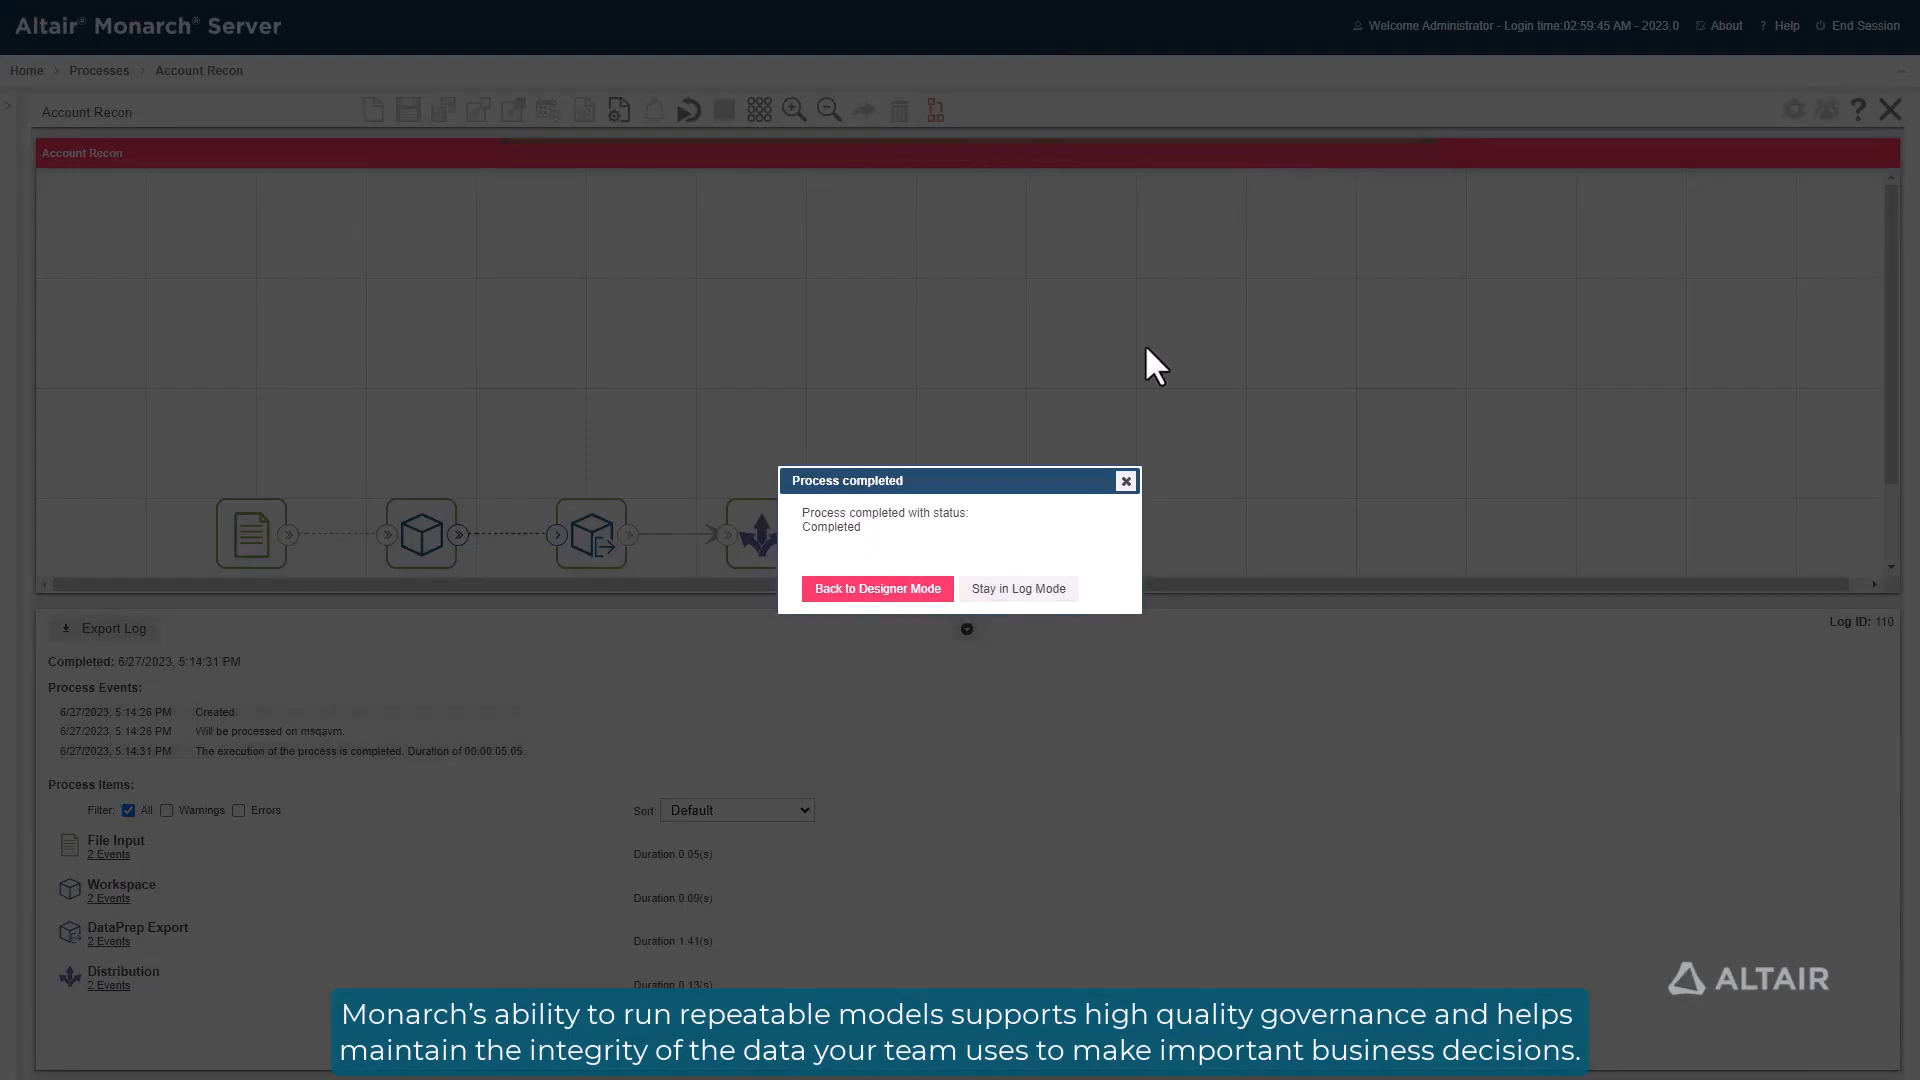 Altair® Monarch® Server
Welcome Administrator - Login time:02:59:45 AM - 2023.0 About ? Help End Session
Home > Processes > Account Recon
Account Recon
Account Recon
Process completed
Process completed with status:
Completed
Back to Designer Mode Stay in Log Mode
Export Log
Log ID: 110
Completed: 6/27/2023, 5:14:31 PM
Process Events:
6/27/2023, 5:14:26 PM Created
6/27/2023, 5:14:26 PM Will be processed on msqavm.
6/27/2023, 5:14:31 PM The execution of the process is completed. Duration of 00:00:05.05.
Process Items:
Filter: All Warnings Errors Sort: Default
File Input
2 Events Duration 0.05(s)
Workspace
2 Events Duration 0.09(s)
DataPrep Export
2 Events Duration 1.41(s)
Distribution
2 Events Duration 0.13(s)
ALTAIR
Monarch’s ability to run repeatable models supports high quality governance and helps
maintain the integrity of the data your team uses to make important business decisions.